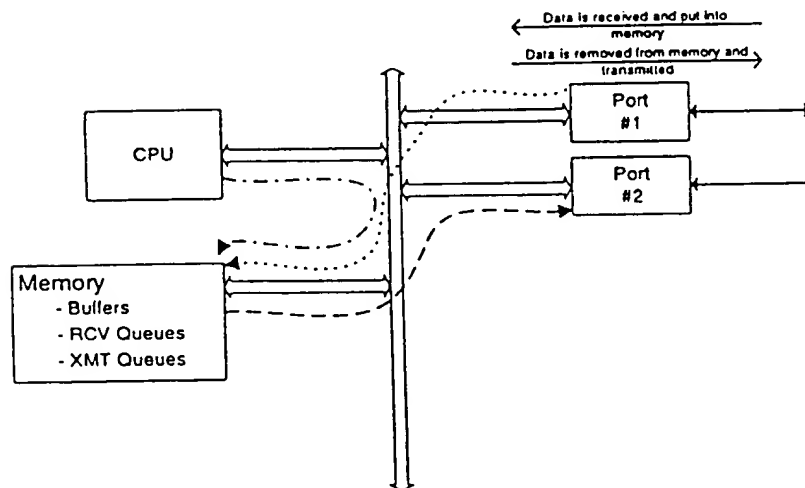 Data is received and put into
memory
Data is removed from memory and
transmitted
Port
#1
CPU
Port
#2
Memory
- Buffers
- RCV Queues
- XMT Queues